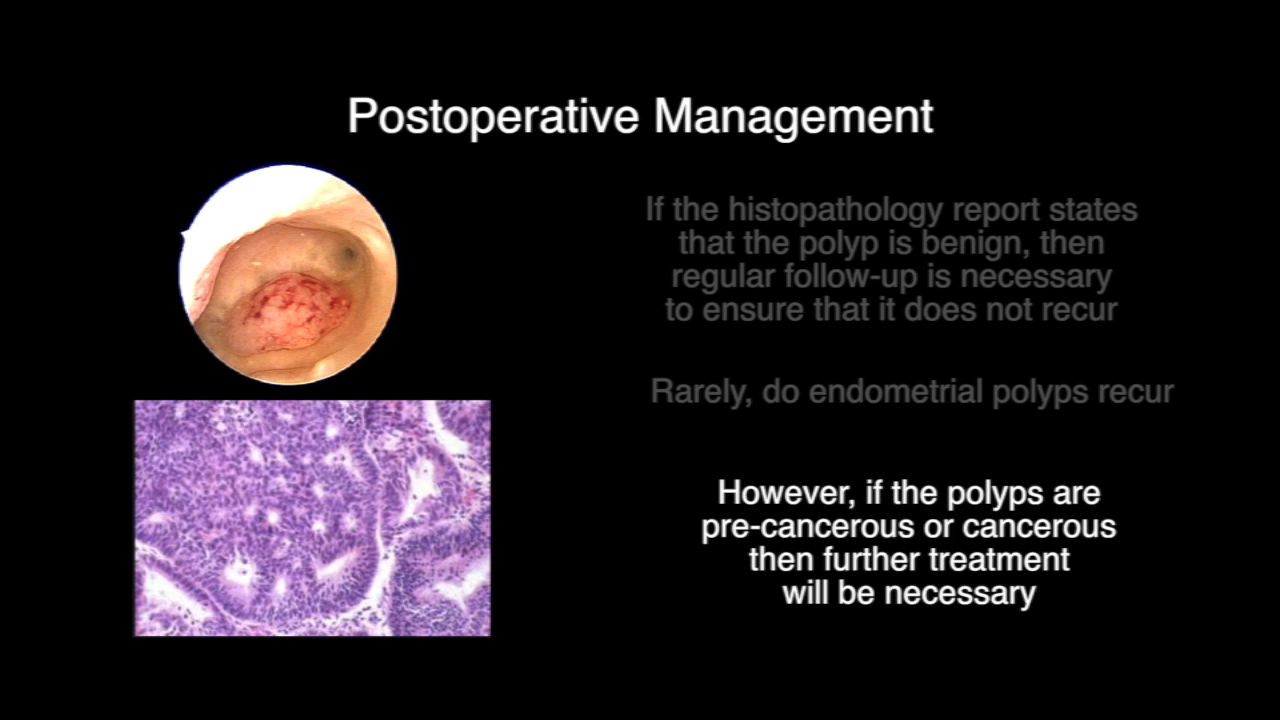 Postoperative Management
If the histopathology report states
that the polyp is benign, then
regular follow-up is necessary
to ensure that it does not recur
Rarely, do endometrial polyps recur
However, if the polyps are
pre-cancerous or cancerous
then further treatment
will be necessary